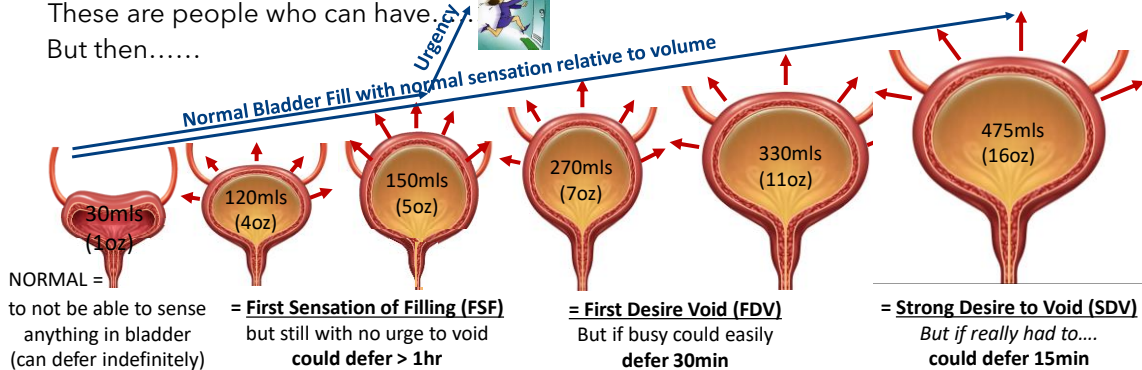 These are people who can have.....
But then......
Urgency
Normal Bladder Fill with normal sensation relative to volume
30mls
(1oz)
120mls
(4oz)
150mls
(5oz)
270mls
(7oz)
330mls
(11oz)
475mls
(16oz)
NORMAL =
to not be able to sense
anything in bladder
(can defer indefinitely)
= First Sensation of Filling (FSF)
but still with no urge to void
could defer > 1hr
= First Desire Void (FDV)
But if busy could easily
defer 30min
= Strong Desire to Void (SDV)
But if really had to....
could defer 15min